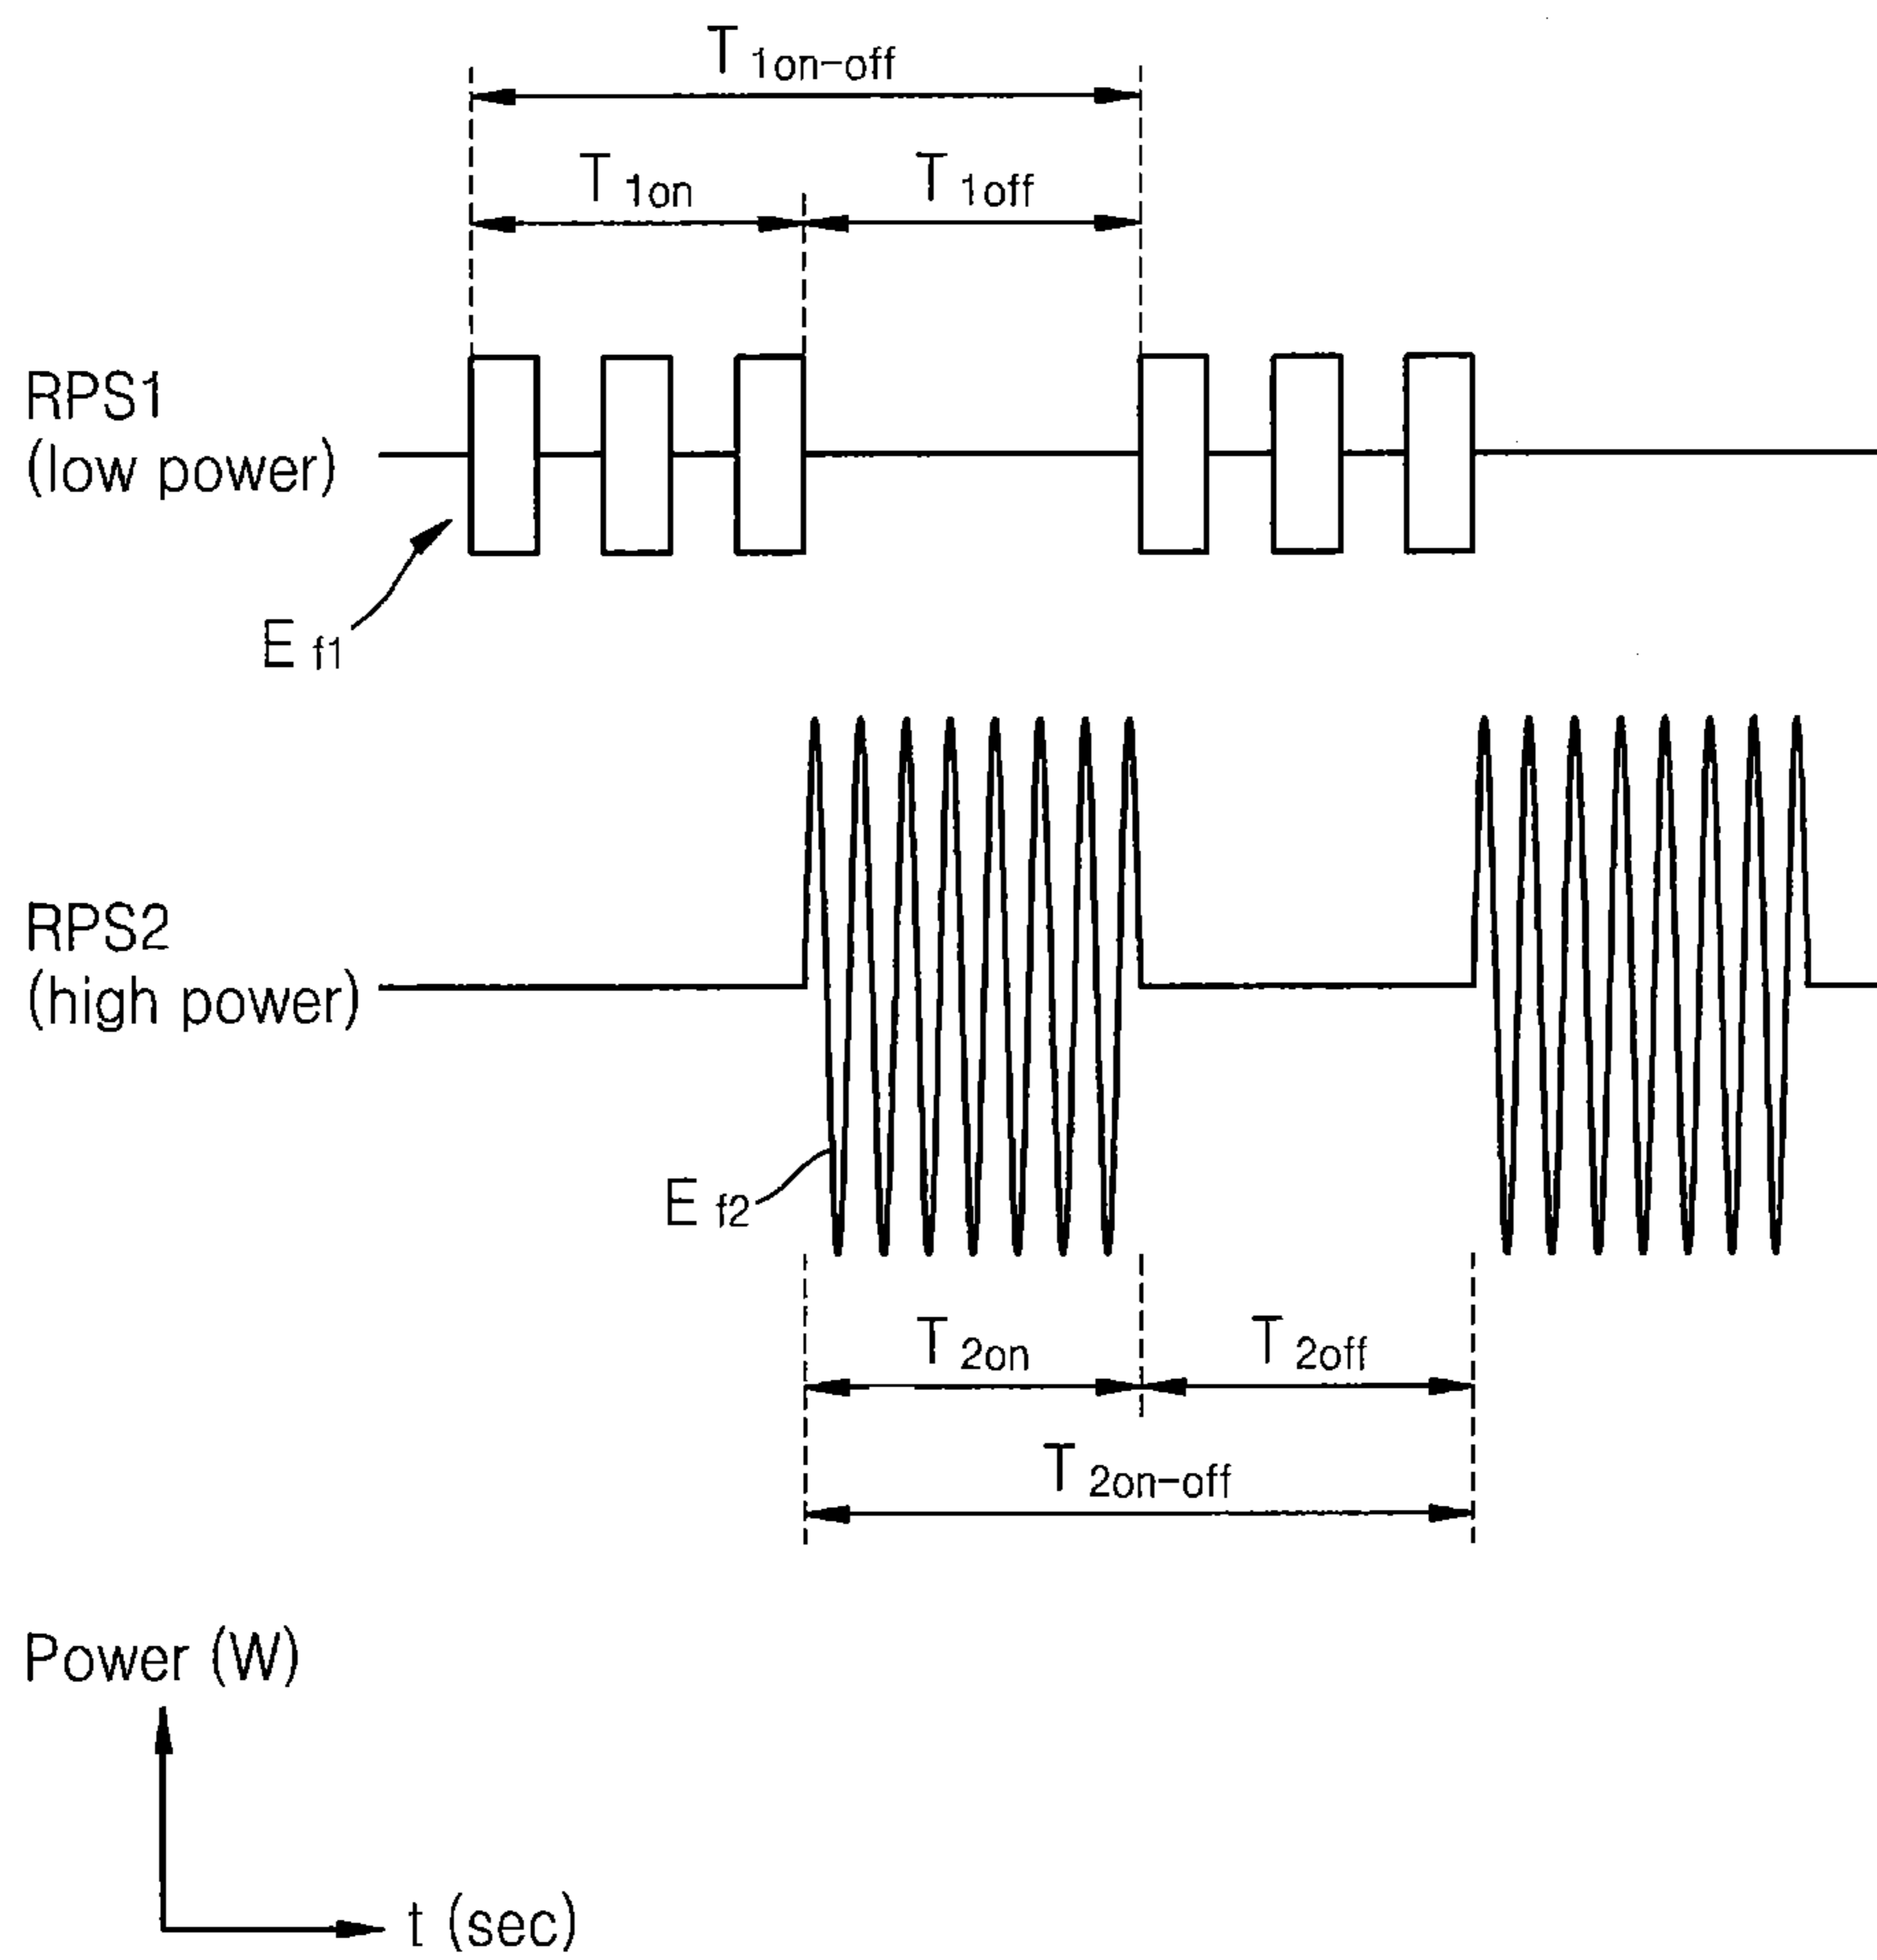 T 1on-off
T 1on
T 1off
RPS1
(low power)
E f1
RPS2
(high power)
E f2
T 2on
T 2off
T 2on-off
Power (W)
t (sec)